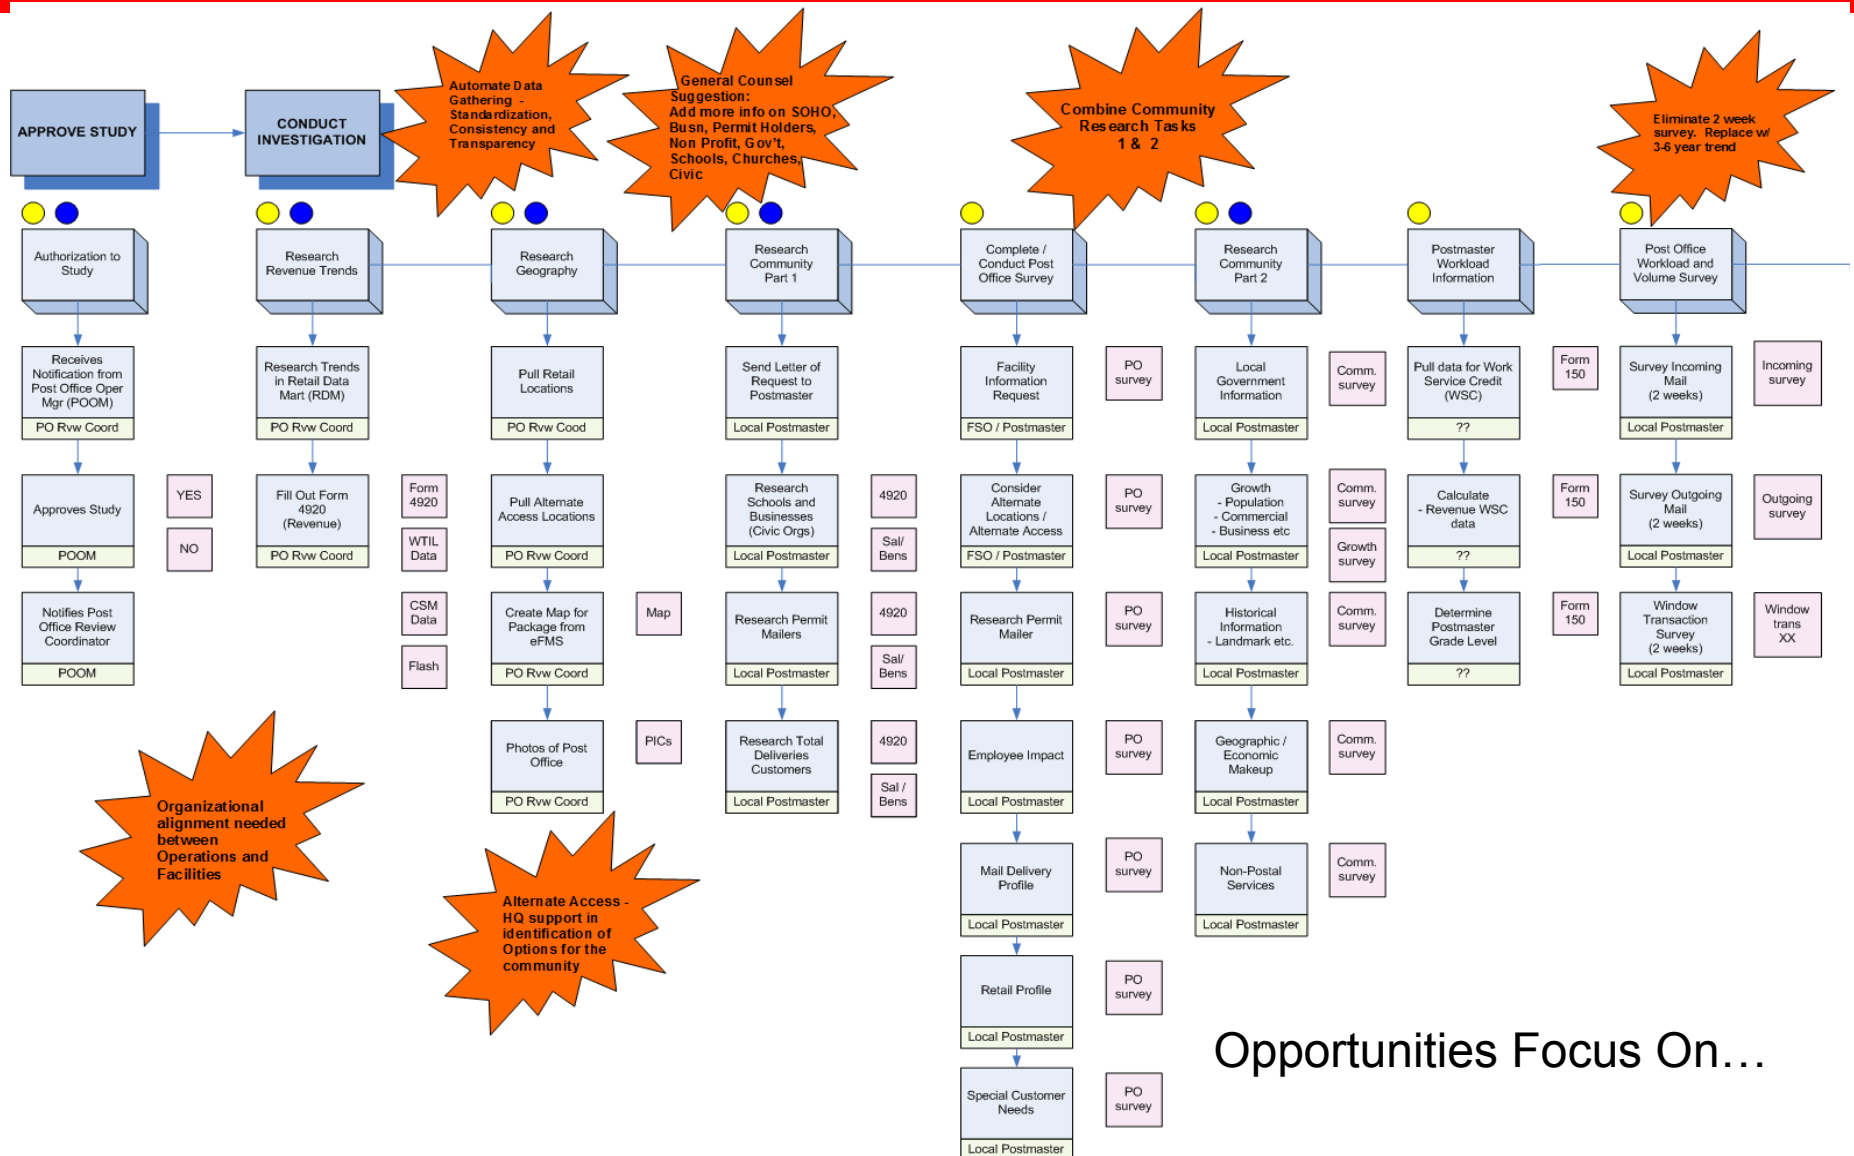 APPROVE STUDY
CONDUCT
INVESTIGATION
Automate Data
Gathering -
Standardization,
Consistency and
Transparency
General Counsel
Suggestion:
Add more info on SOHO,
Busn, Permit Holders,
Non Profit, Gov't,
Schools, Churches,
Civic
Combine Community
Research Tasks
1 & 2
Eliminate 2 week
survey. Replace w/
3-6 year trend
Authorization to
Study
Receives
Notification from
Post Office Oper
Mgr (POOM)
PO Rvw Coord
Approves Study
POOM
YES
NO
Notifies Post
Office Review
Coordinator
POOM
Research
Revenue Trends
Research Trends
in Retail Data
Mart (RDM)
PO Rvw Coord
Fill Out Form
4920
(Revenue)
PO Rvw Coord
Form
4920
WTIL
Data
CSM
Data
Flash
Research
Geography
Pull Retail
Locations
PO Rvw Cood
Pull Alternate
Access Locations
PO Rvw Coord
Create Map for
Package from
eFMS
PO Rvw Coord
Map
Photos of Post
Office
PO Rvw Coord
PICs
Research
Community
Part 1
Send Letter of
Request to
Postmaster
Local Postmaster
Research
Schools and
Businesses
(Civic Orgs)
Local Postmaster
4920
Sal/
Bens
Research Permit
Mailers
Local Postmaster
4920
Sal/
Bens
Research Total
Deliveries
Customers
Local Postmaster
4920
Sal /
Bens
Complete /
Conduct Post
Office Survey
Facility
Information
Request
FSO / Postmaster
PO
survey
Consider
Alternate
Locations /
Alternate Access
FSO / Postmaster
PO
survey
Research Permit
Mailer
Local Postmaster
PO
survey
Employee Impact
Local Postmaster
PO
survey
Mail Delivery
Profile
Local Postmaster
PO
survey
Retail Profile
Local Postmaster
PO
survey
Special Customer
Needs
Local Postmaster
PO
survey
Research
Community
Part 2
Local
Government
Information
Local Postmaster
Comm.
survey
Growth
- Population
- Commercial
- Business etc
Local Postmaster
Comm.
survey
Growth
survey
Historical
Information
- Landmark etc.
Local Postmaster
Comm.
survey
Geographic /
Economic
Makeup
Local Postmaster
Comm.
survey
Non-Postal
Services
Local Postmaster
Comm.
survey
Postmaster
Workload
Information
Pull data for Work
Service Credit
(WSC)
??
Form
150
Calculate
- Revenue WSC
data
??
Form
150
Determine
Postmaster
Grade Level
??
Form
150
Post Office
Workload and
Volume Survey
Survey Incoming
Mail
(2 weeks)
Local Postmaster
Incoming
survey
Survey Outgoing
Mail
(2 weeks)
Local Postmaster
Outgoing
survey
Window
Transaction
Survey
(2 weeks)
Local Postmaster
Window
trans
XX
Organizational
alignment needed
between
Operations and
Facilities
Alternate Access -
HQ support in
identification of
Options for the
community
Opportunities Focus On…